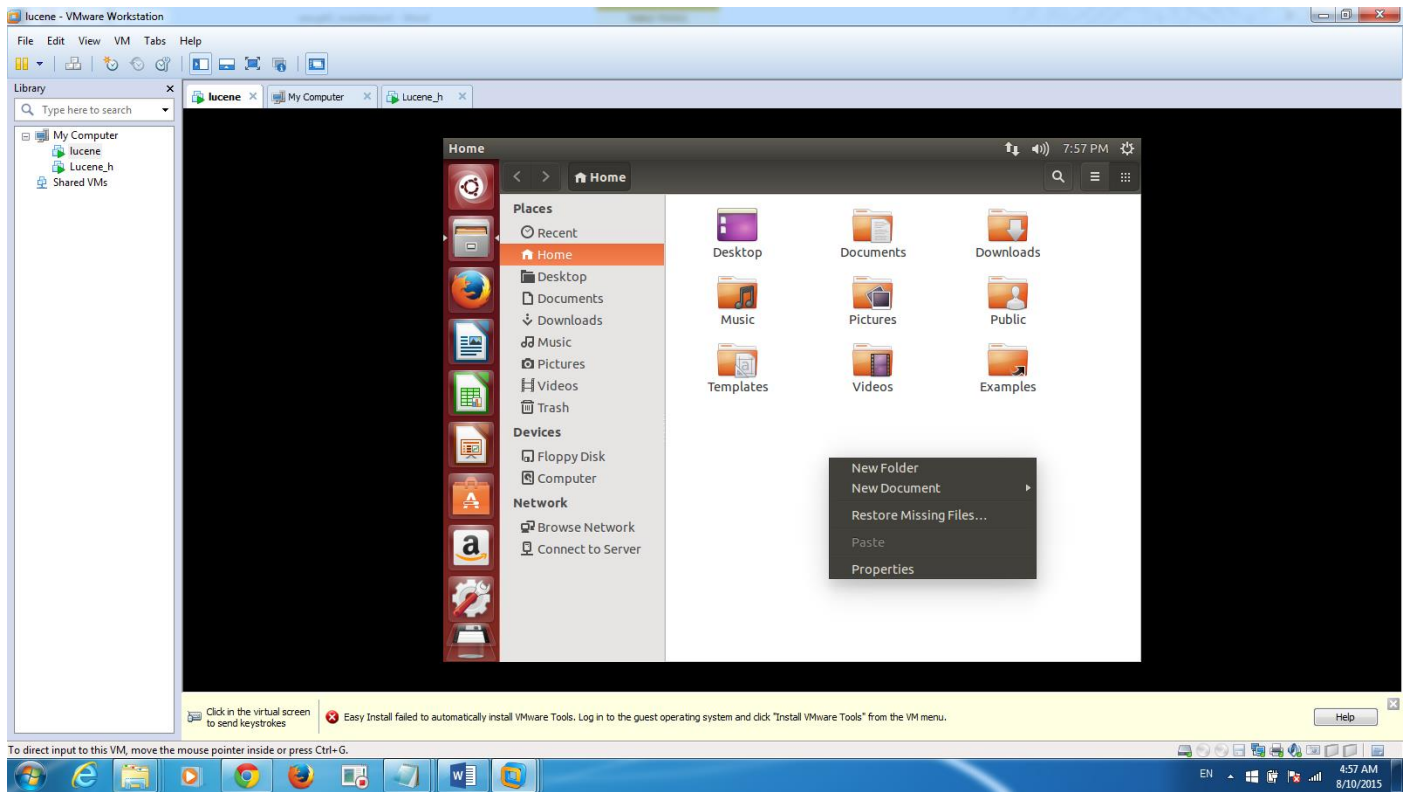 lucene - VMware Workstation
File Edit View VM Tabs Help
Library
Type here to search
My Computer
lucene
Lucene_h
Shared VMs
lucene My Computer Lucene_h
Home 7:57 PM
Home
Places
Recent
Home
Desktop
Documents
Downloads
Music
Pictures
Videos
Trash
Devices
Floppy Disk
Computer
Network
Browse Network
Connect to Server
Desktop Documents Downloads
Music Pictures Public
Templates Videos Examples
New Folder
New Document
Restore Missing Files...
Paste
Properties
Click in the virtual screen
to send keystrokes
Easy Install failed to automatically install VMware Tools. Log in to the guest operating system and click "Install VMware Tools" from the VM menu.
Help
To direct input to this VM, move the mouse pointer inside or press Ctrl+G.
EN
4:57 AM
8/10/2015